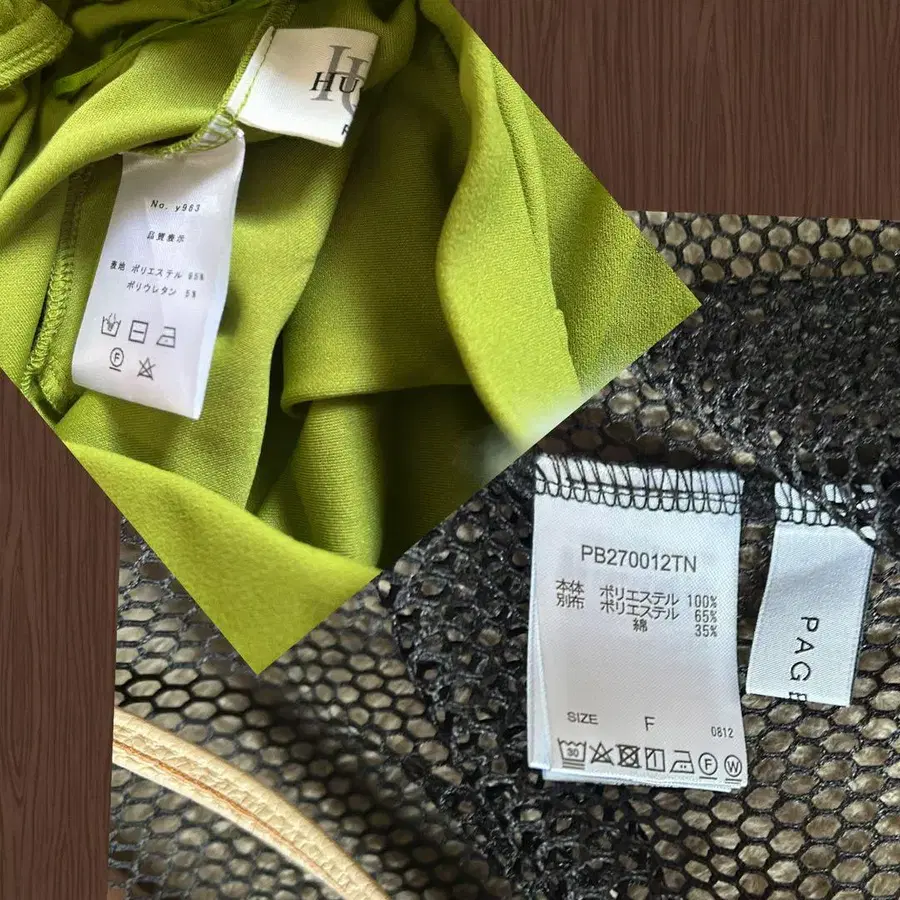 HU
No. y963
品質表示
表地 ポリエステル 95%
ポリウレタン 5%
PB270012TN
本体 ポリエステル 100%
別布 ポリエステル 65%
綿 35%
SIZE F 0812
30
F W
F
PAGE